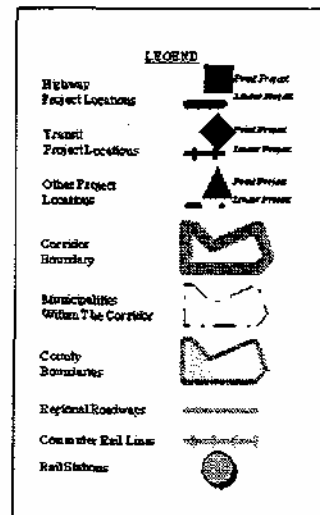 LEGEND
Highway Point Project
Project Locations Linear Project
Transit Point Project
Project Locations Linear Project
Other Project Point Project
Locations Linear Project
Corridor
Boundary
Municipalities
Within The Corridor
County
Boundaries
Regional Roadways
Commuter Rail Lines
Rail Stations